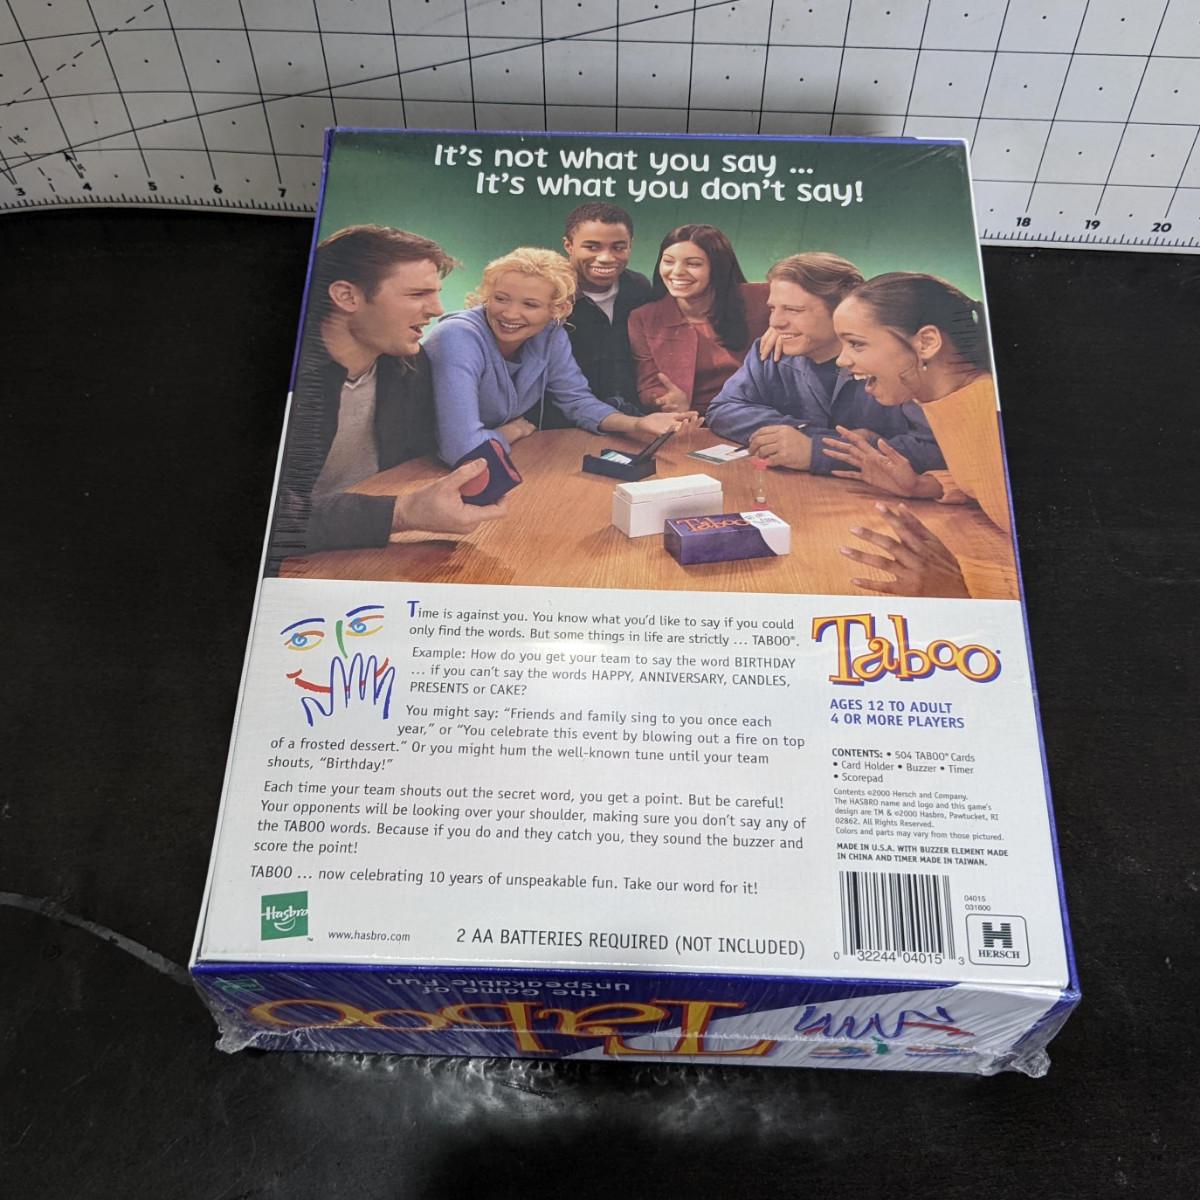 3 4 5 6 7
18 19 20
It's not what you say ...
It's what you don't say!
Taboo
Time is against you. You know what you'd like to say if you could
only find the words. But some things in life are strictly ... TABOO®.
Example: How do you get your team to say the word BIRTHDAY
... if you can't say the words HAPPY, ANNIVERSARY, CANDLES,
PRESENTS or CAKE?
You might say: "Friends and family sing to you once each
year," or "You celebrate this event by blowing out a fire on top
of a frosted dessert." Or you might hum the well-known tune until your team
shouts, "Birthday!"
Each time your team shouts out the secret word, you get a point. But be careful!
Your opponents will be looking over your shoulder, making sure you don't say any of
the TABOO words. Because if you do and they catch you, they sound the buzzer and
score the point!
TABOO ... now celebrating 10 years of unspeakable fun. Take our word for it!
Hasbro™
www.hasbro.com
2 AA BATTERIES REQUIRED (NOT INCLUDED)
Taboo®
AGES 12 TO ADULT
4 OR MORE PLAYERS
CONTENTS: • 504 TABOO® Cards
• Card Holder • Buzzer • Timer
• Scorepad
Contents ©2000 Hersch and Company.
The HASBRO name and logo and this game's
design are TM & ©2000 Hasbro, Pawtucket, RI
02862. All Rights Reserved.
Colors and parts may vary from those pictured.
MADE IN U.S.A. WITH BUZZER ELEMENT MADE
IN CHINA AND TIMER MADE IN TAIWAN.
04015
031600
0 32244 04015 3
H
HERSCH
the Game of
Unspeakable Fun
Taboo